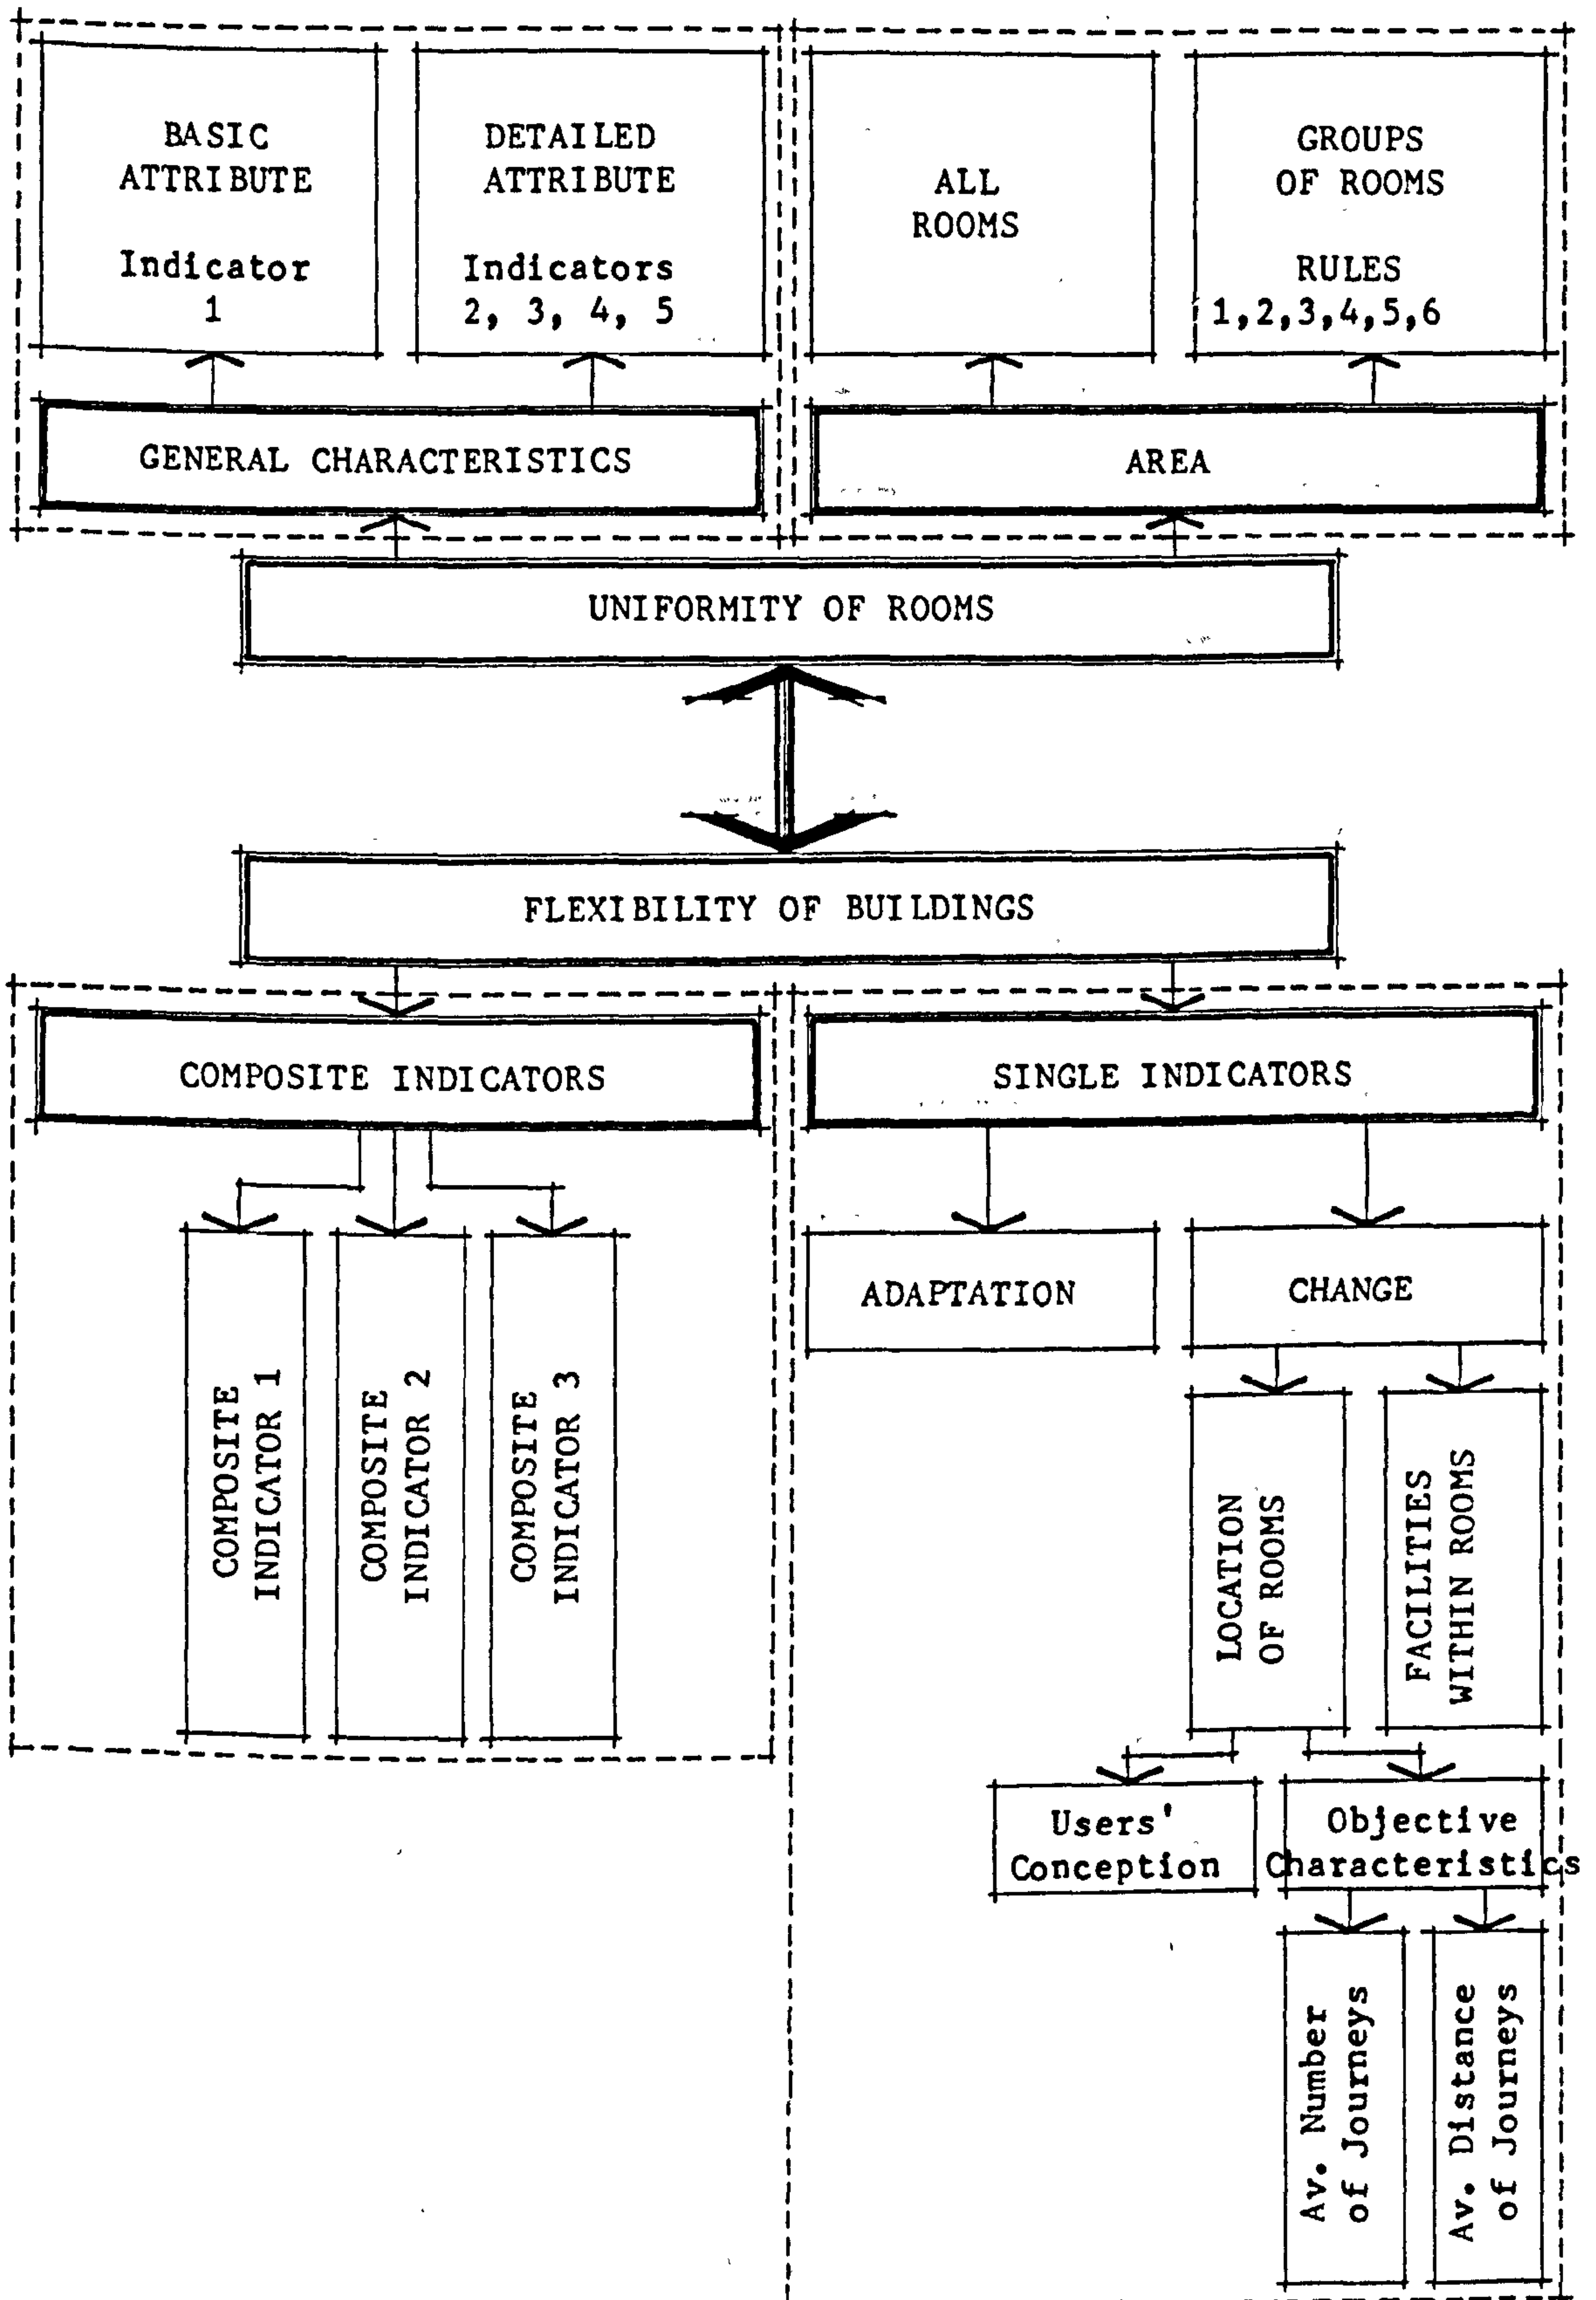 BASIC
ATTRIBUTE
Indicator
1
DETAILED
ATTRIBUTE
Indicators
2, 3, 4, 5
ALL
ROOMS
GROUPS
OF ROOMS
RULES
1,2,3,4,5,6
GENERAL CHARACTERISTICS
AREA
UNIFORMITY OF ROOMS
FLEXIBILITY OF BUILDINGS
COMPOSITE INDICATORS
SINGLE INDICATORS
COMPOSITE
INDICATOR 1
COMPOSITE
INDICATOR 2
COMPOSITE
INDICATOR 3
ADAPTATION
CHANGE
LOCATION
OF ROOMS
FACILITIES
WITHIN ROOMS
Users'
Conception
Objective
Characteristics
Av. Number
of Journeys
Av. Distance
of Journeys